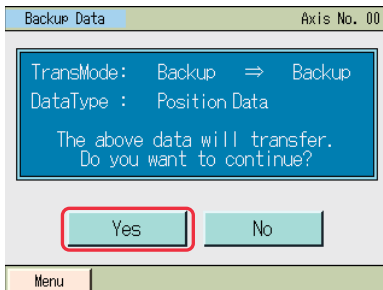 Backup Data Axis No. 00
TransMode: Backup ⇒ Backup
DataType : Position Data
The above data will transfer.
Do you want to continue?
Yes No
Menu